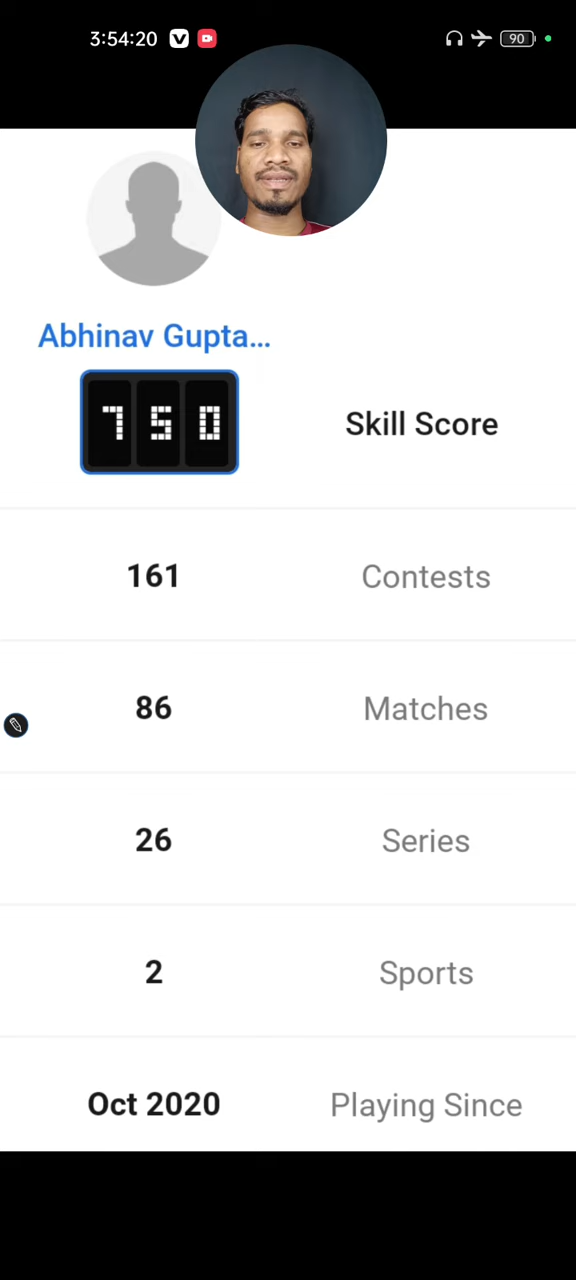 3:54:20
90
Abhinav Gupta...
750 Skill Score
161 Contests
86 Matches
26 Series
2 Sports
Oct 2020 Playing Since